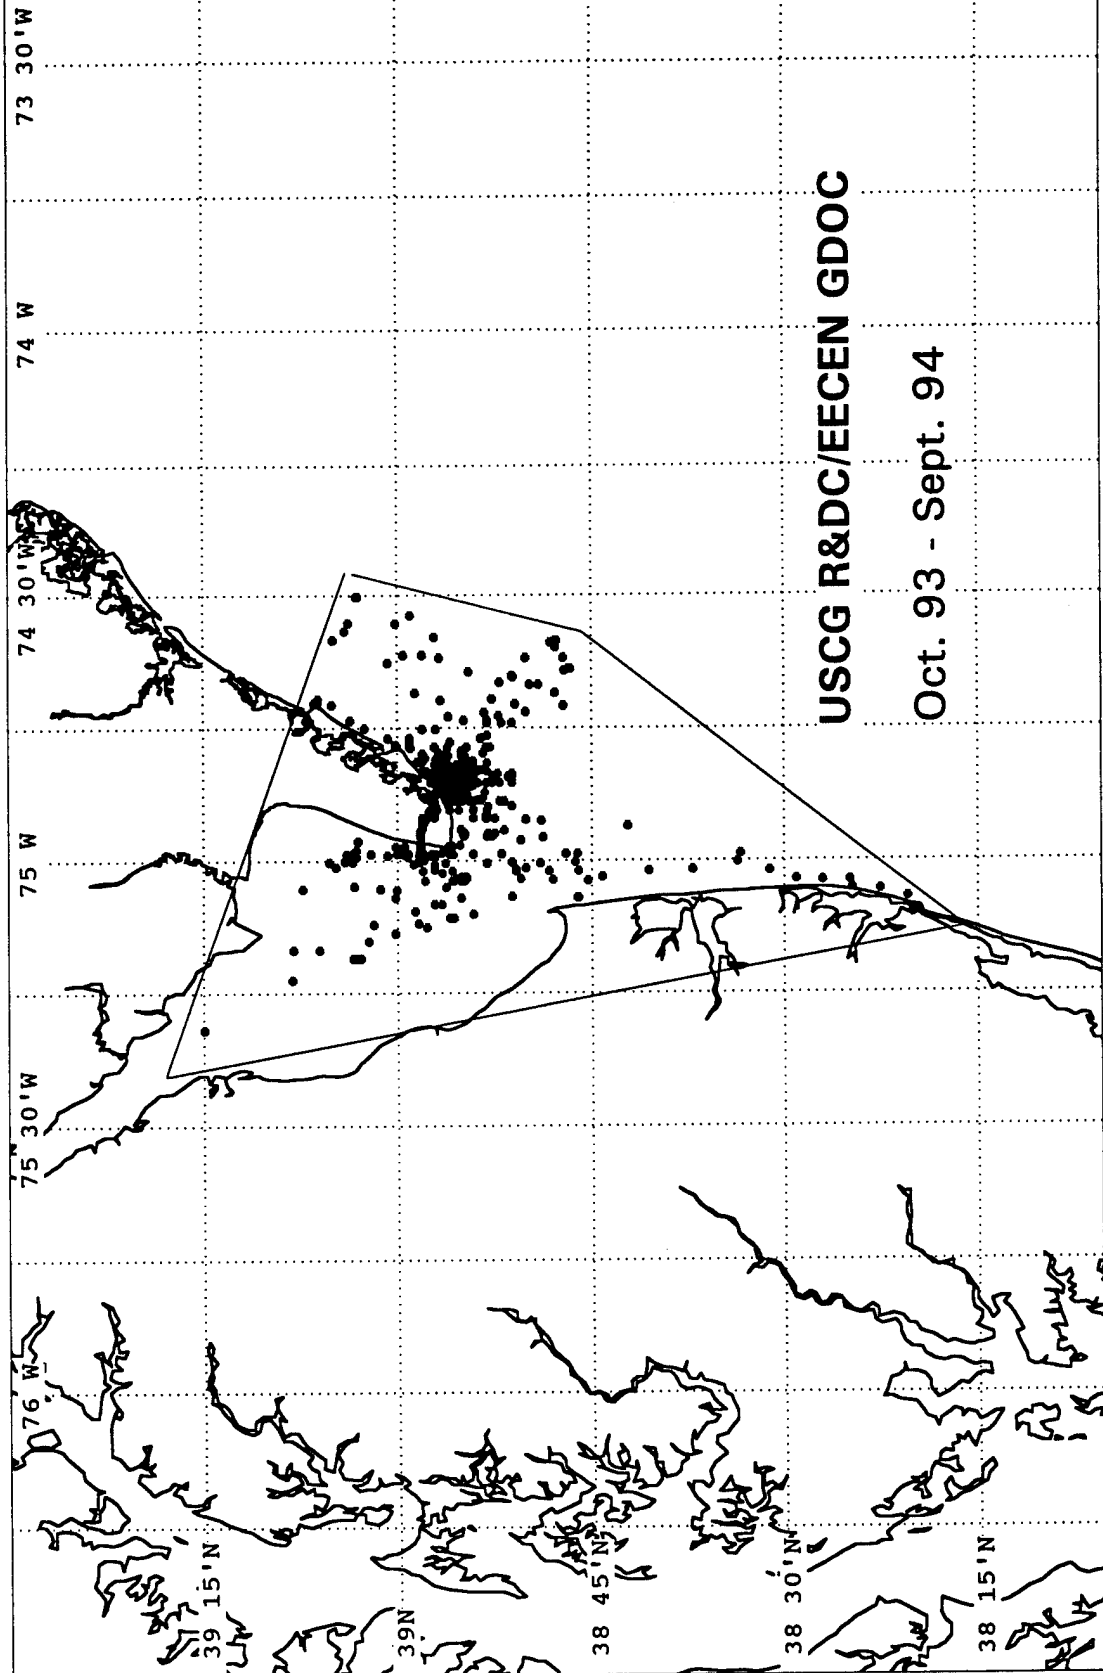 76 W
75 30'W
75 W
74 30'W
74 W
73 30'W
39 15'N
39N
38 45'N
38 30'N
38 15'N
USCG R&DC/EECEN GDOC
Oct. 93 - Sept. 94